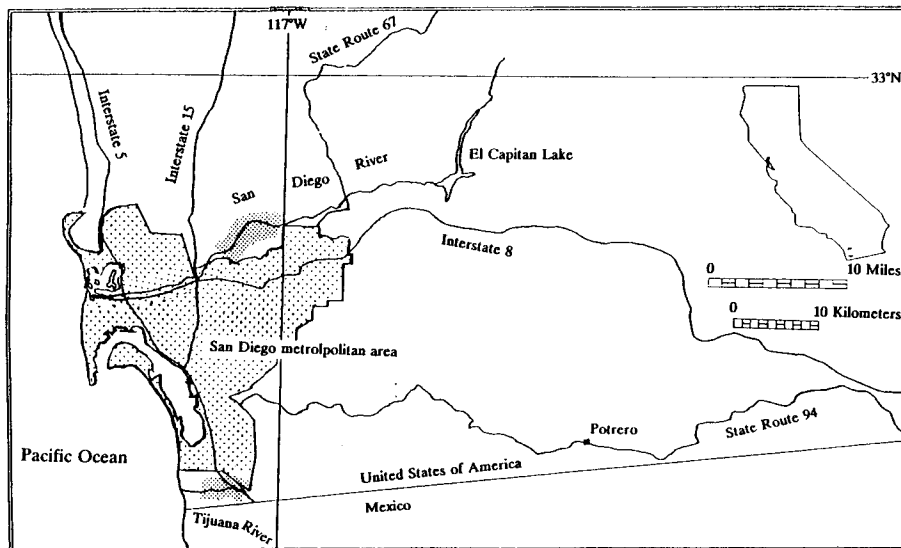 117°W
State Route 67
33°N
Interstate 5
Interstate 15
El Capitan Lake
San Diego River
Interstate 8
0 10 Miles
0 10 Kilometers
San Diego metrolpolitan area
Potrero
State Route 94
Pacific Ocean
United States of America
Mexico
Tijuana River